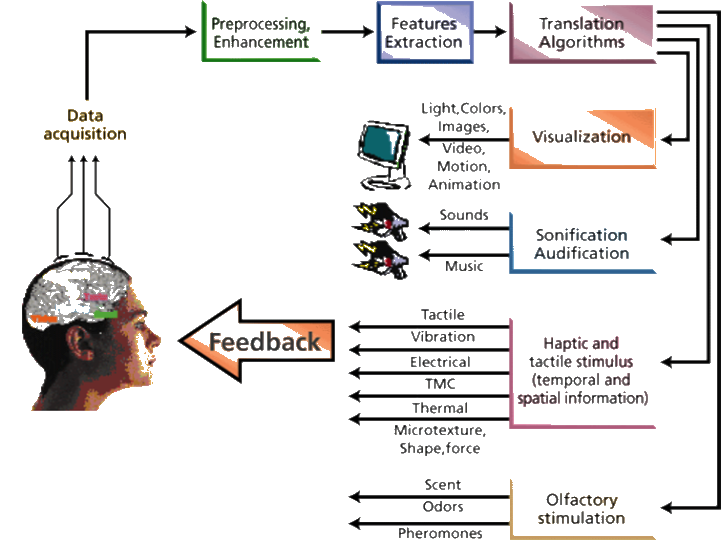 Preprocessing,
Enhancement
Features
Extraction
Translation
Algorithms
Data
acquisition
Light,Colors,
Images,
Video,
Motion,
Animation
Visualization
Sounds
Music
Sonification
Audification
Feedback
Tactile
Vibration
Electrical
TMC
Thermal
Microtexture,
Shape,force
Haptic and
tactile stimulus
(temporal and
spatial information)
Scent
Odors
Pheromones
Olfactory
stimulation